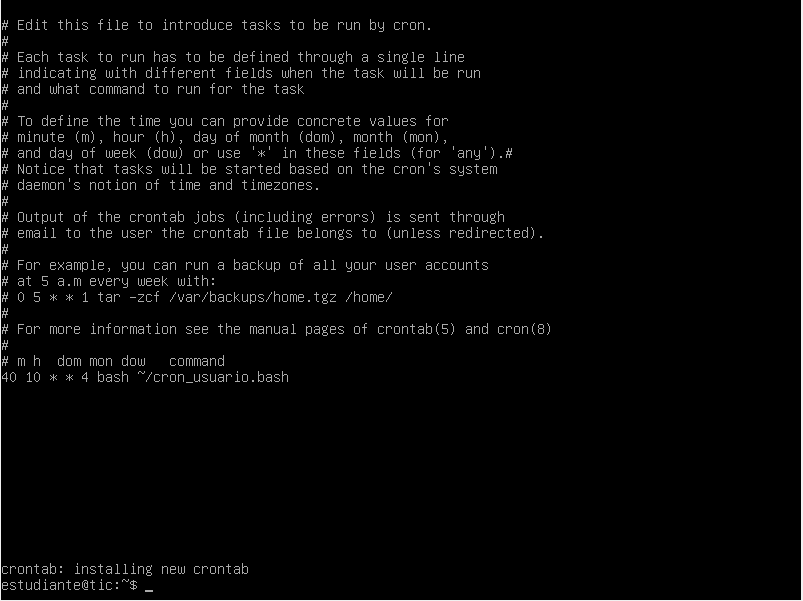 # Edit this file to introduce tasks to be run by cron.
#
# Each task to run has to be defined through a single line
# indicating with different fields when the task will be run
# and what command to run for the task
#
# To define the time you can provide concrete values for
# minute (m), hour (h), day of month (dom), month (mon),
# and day of week (dow) or use '*' in these fields (for 'any').#
# Notice that tasks will be started based on the cron's system
# daemon's notion of time and timezones.
#
# Output of the crontab jobs (including errors) is sent through
# email to the user the crontab file belongs to (unless redirected).
#
# For example, you can run a backup of all your user accounts
# at 5 a.m every week with:
# 0 5 * * 1 tar -zcf /var/backups/home.tgz /home/
#
# For more information see the manual pages of crontab(5) and cron(8)
#
# m h  dom mon dow   command
40 10 * * 4 bash ~/cron_usuario.bash
crontab: installing new crontab
estudiante@tic:~$ _